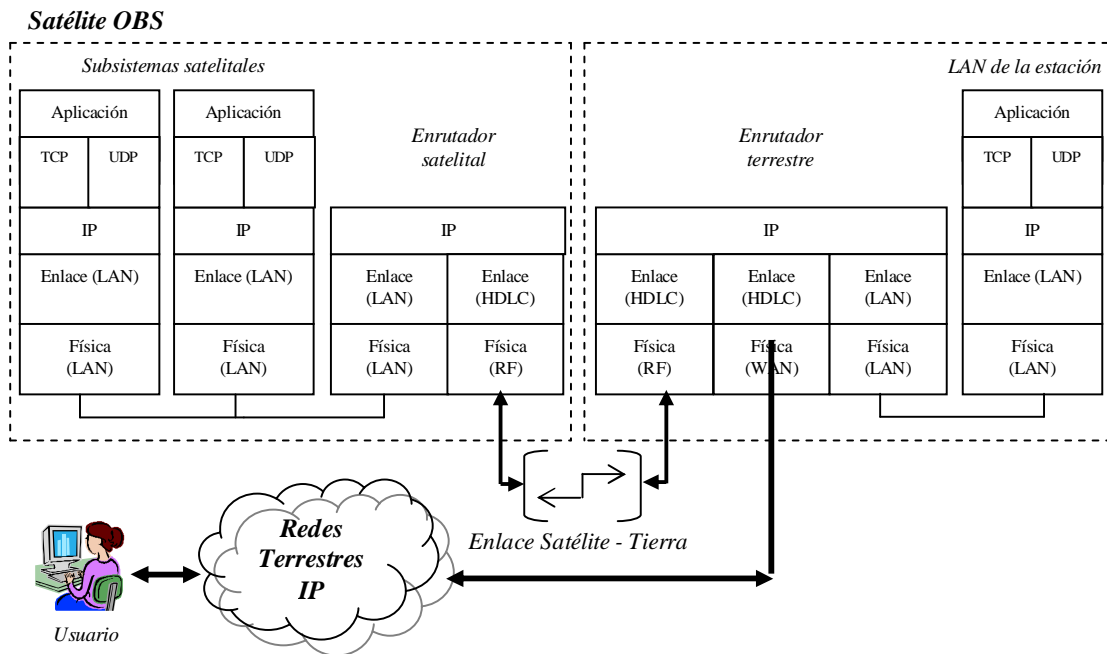 Satélite OBS
Subsistemas satelitales
LAN de la estación
Aplicación
TCP
UDP
IP
Enlace (LAN)
Física
(LAN)
Aplicación
TCP
UDP
IP
Enlace (LAN)
Física
(LAN)
Enrutador
satelital
IP
Enlace
(LAN)
Enlace
(HDLC)
Física
(LAN)
Física
(RF)
Enrutador
terrestre
IP
Enlace
(HDLC)
Enlace
(HDLC)
Enlace
(LAN)
Física
(RF)
Física
(WAN)
Física
(LAN)
Aplicación
TCP
UDP
IP
Enlace (LAN)
Física
(LAN)
Enlace Satélite - Tierra
Redes
Terrestres
IP
Usuario